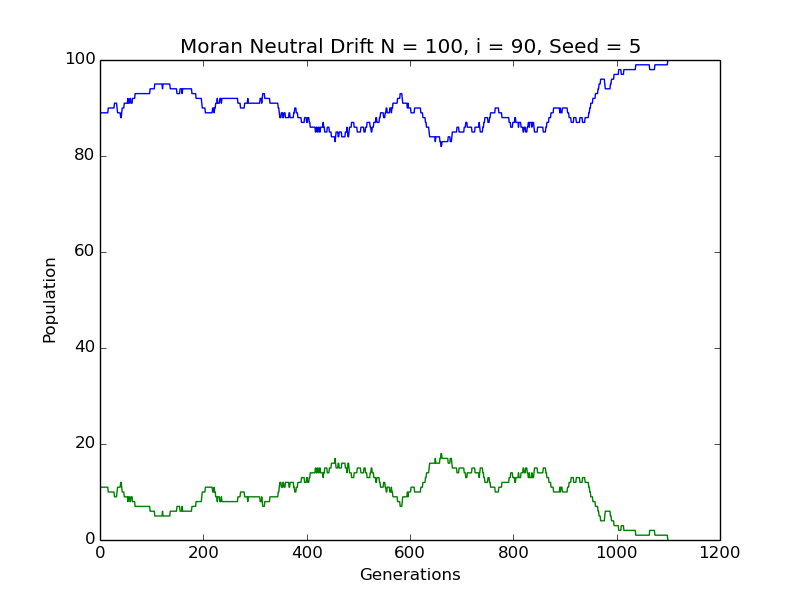 Moran Neutral Drift N = 100, i = 90, Seed = 5
100
80
60
40
20
0
Population
0 200 400 600 800 1000 1200
Generations